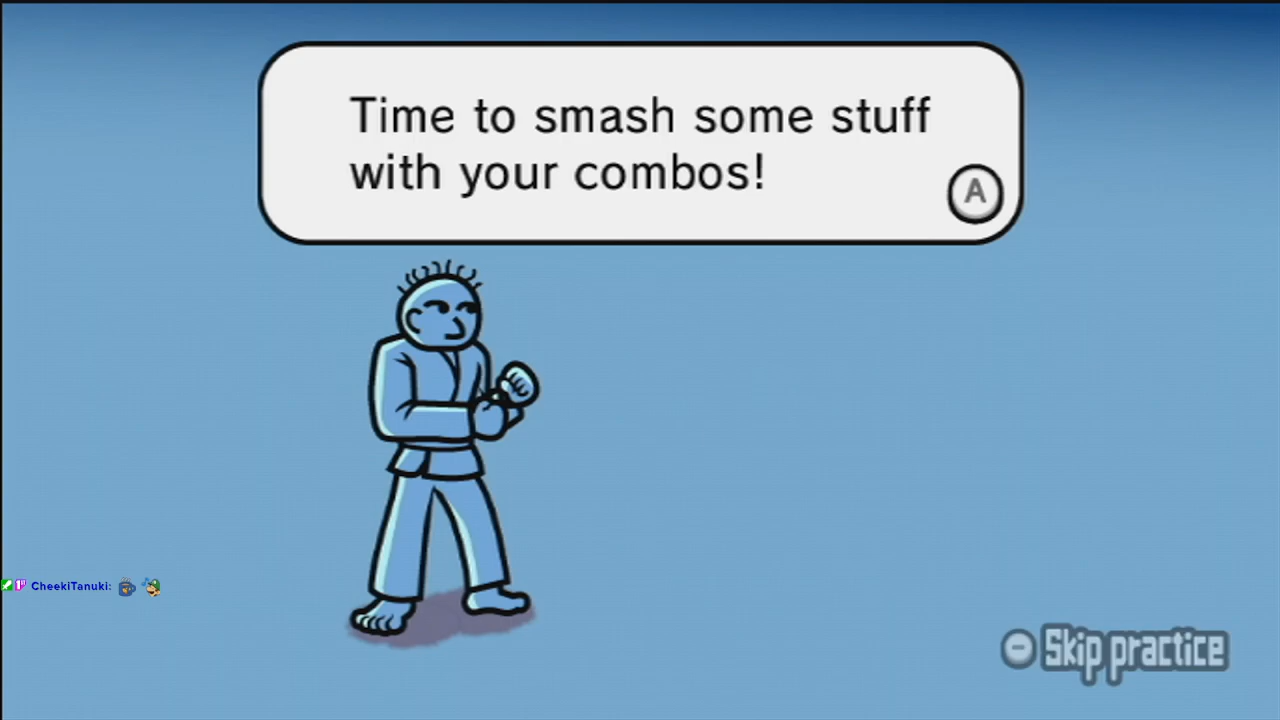 Time to smash some stuff
with your combos!
A
CheekiTanuki:
Skip practice